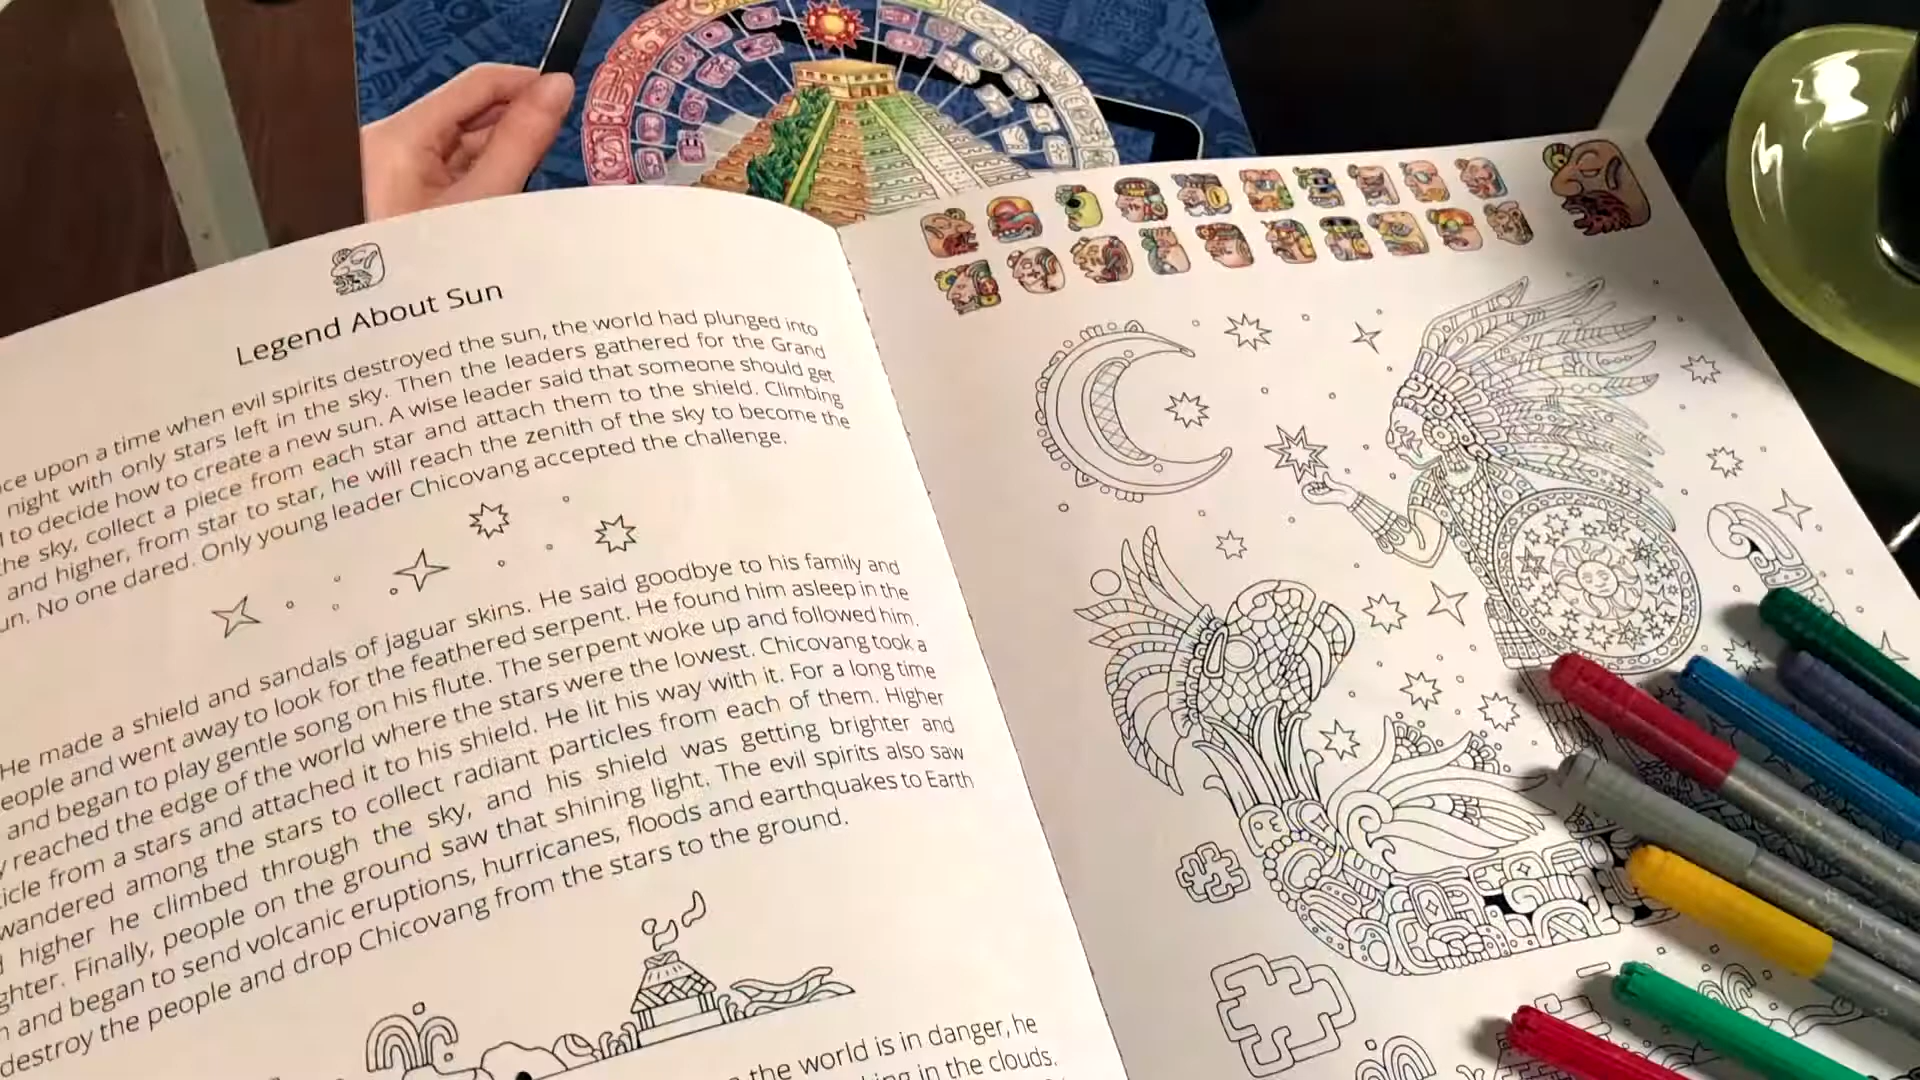 Legend About Sun
ce upon a time when evil spirits destroyed the sun, the world had plunged into
night with only stars left in the sky. Then the leaders gathered for the Grand
to decide how to create a new sun. A wise leader said that someone should get
he sky, collect a piece from each star and attach them to the shield. Climbing
and higher, from star to star, he will reach the zenith of the sky to become the
un. No one dared. Only young leader Chicovang accepted the challenge.
He made a shield and sandals of jaguar skins. He said goodbye to his family and
eople and went away to look for the feathered serpent. He found him asleep in the
and began to play gentle song on his flute. The serpent woke up and followed him.
y reached the edge of the world where the stars were the lowest. Chicovang took a
icle from a stars and attached it to his shield. He lit his way with it. For a long time
wandered among the stars to collect radiant particles from each of them. Higher
higher he climbed through the sky, and his shield was getting brighter and
ghter. Finally, people on the ground saw that shining light. The evil spirits also saw
and began to send volcanic eruptions, hurricanes, floods and earthquakes to Earth
destroy the people and drop Chicovang from the stars to the ground.
the world is in danger, he
king in the clouds.